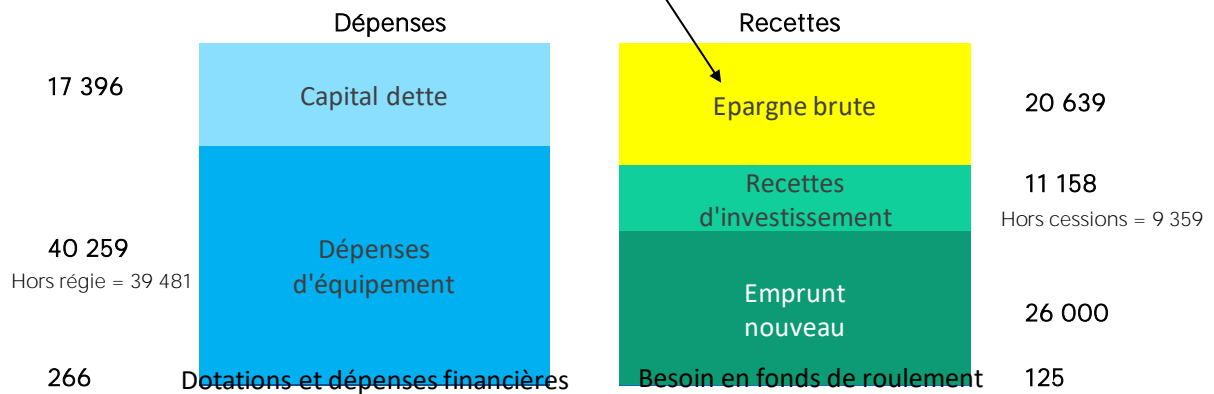 Dépenses
17 396
Capital dette
40 259
Hors régie = 39 481
Dépenses
d'équipement
266
Dotations et dépenses financières
Recettes
Epargne brute
20 639
Recettes
d'investissement
11 158
Hors cessions = 9 359
Emprunt
nouveau
26 000
Besoin en fonds de roulement
125